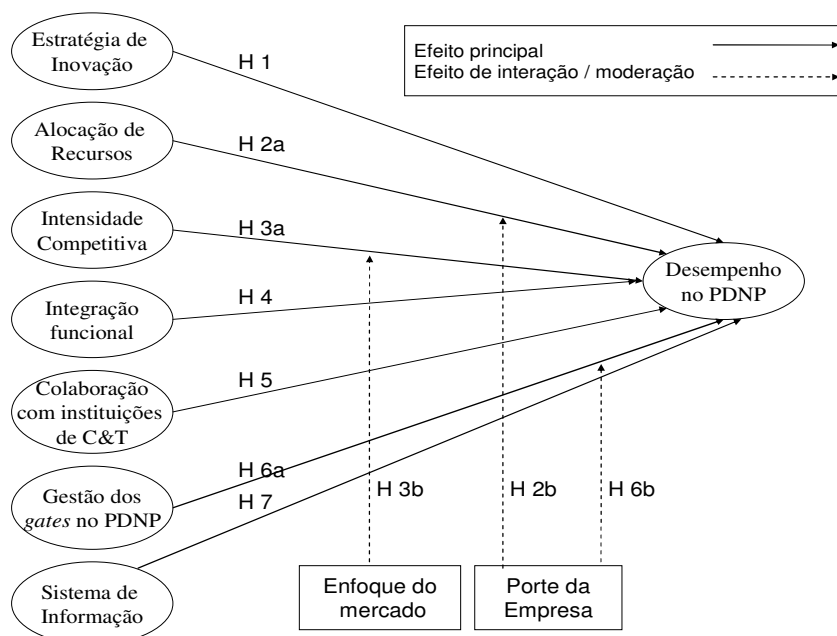 Estratégia de
Inovação
H 1
Efeito principal
Efeito de interação / moderação
Alocação de
Recursos
H 2a
Intensidade
Competitiva
H 3a
Desempenho
no PDNP
Integração
funcional
H 4
Colaboração
com instituições
de C&T
H 5
Gestão dos
gates no PDNP
H 6a
H 7
H 3b
H 2b
H 6b
Sistema de
Informação
Enfoque do
mercado
Porte da
Empresa